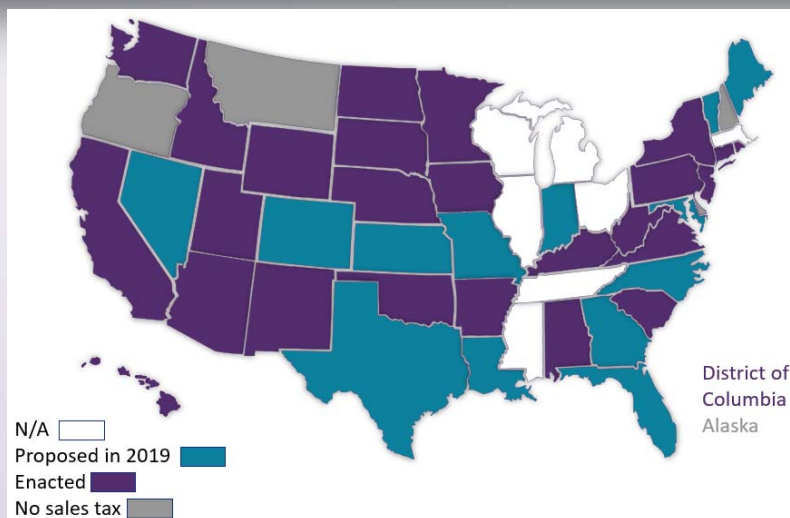 District of
Columbia
Alaska
N/A
Proposed in 2019
Enacted
No sales tax